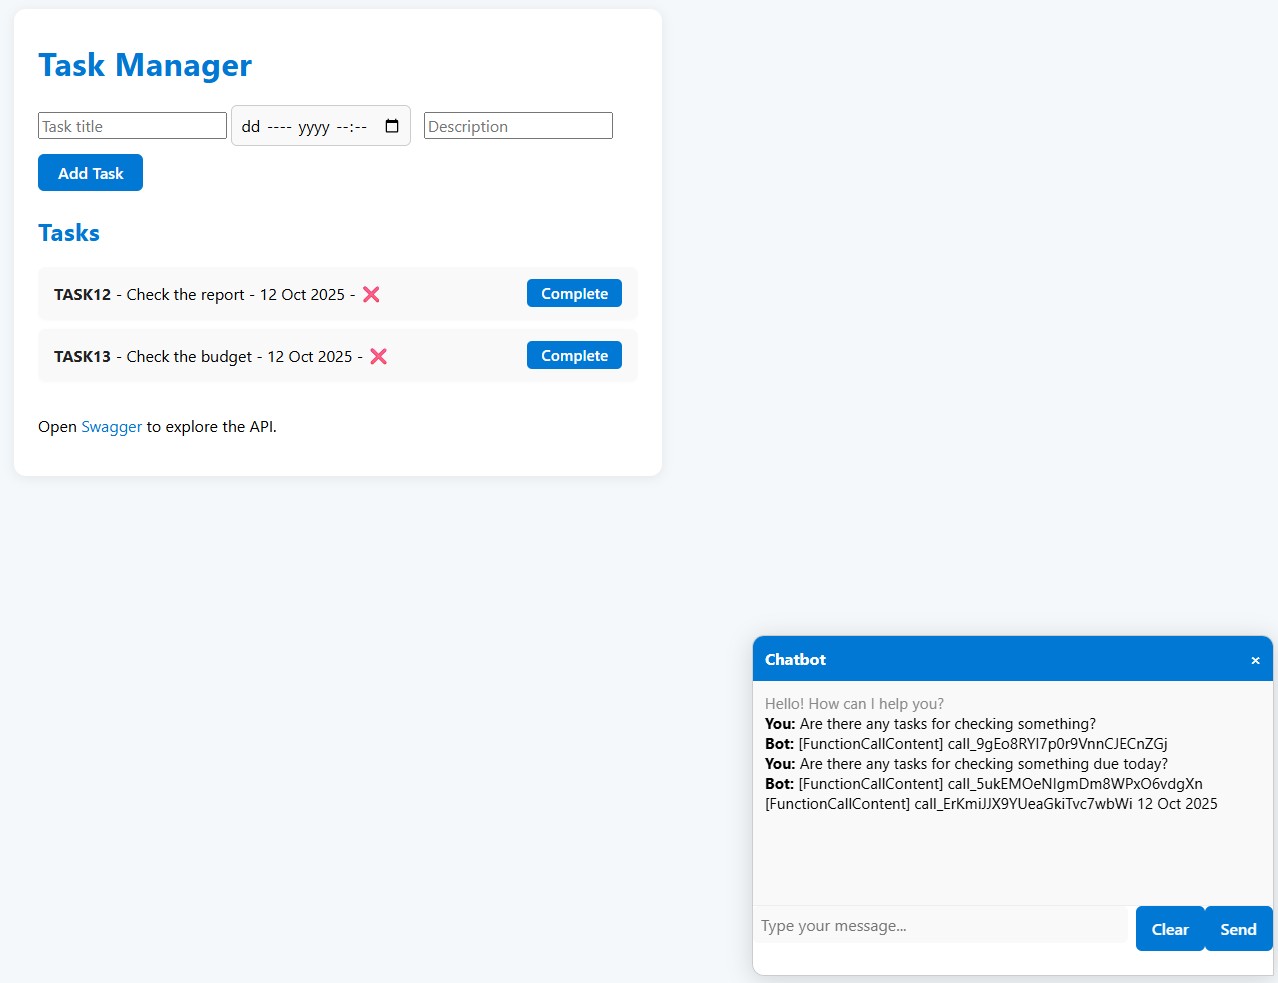 Task Manager
Task title dd ---- yyyy --:-- Description
Add Task
Tasks
TASK12 - Check the report - 12 Oct 2025 - ❌ Complete
TASK13 - Check the budget - 12 Oct 2025 - ❌ Complete
Open Swagger to explore the API.
Chatbot ×
Hello! How can I help you?
You: Are there any tasks for checking something?
Bot: [FunctionCallContent] call_9gEo8RYl7p0r9VnnCJECnZGj
You: Are there any tasks for checking something due today?
Bot: [FunctionCallContent] call_5ukEMOeNlgmDm8WPxO6vdgXn
[FunctionCallContent] call_ErKmiJJX9YUeaGkiTvc7wbWi 12 Oct 2025
Type your message... Clear Send